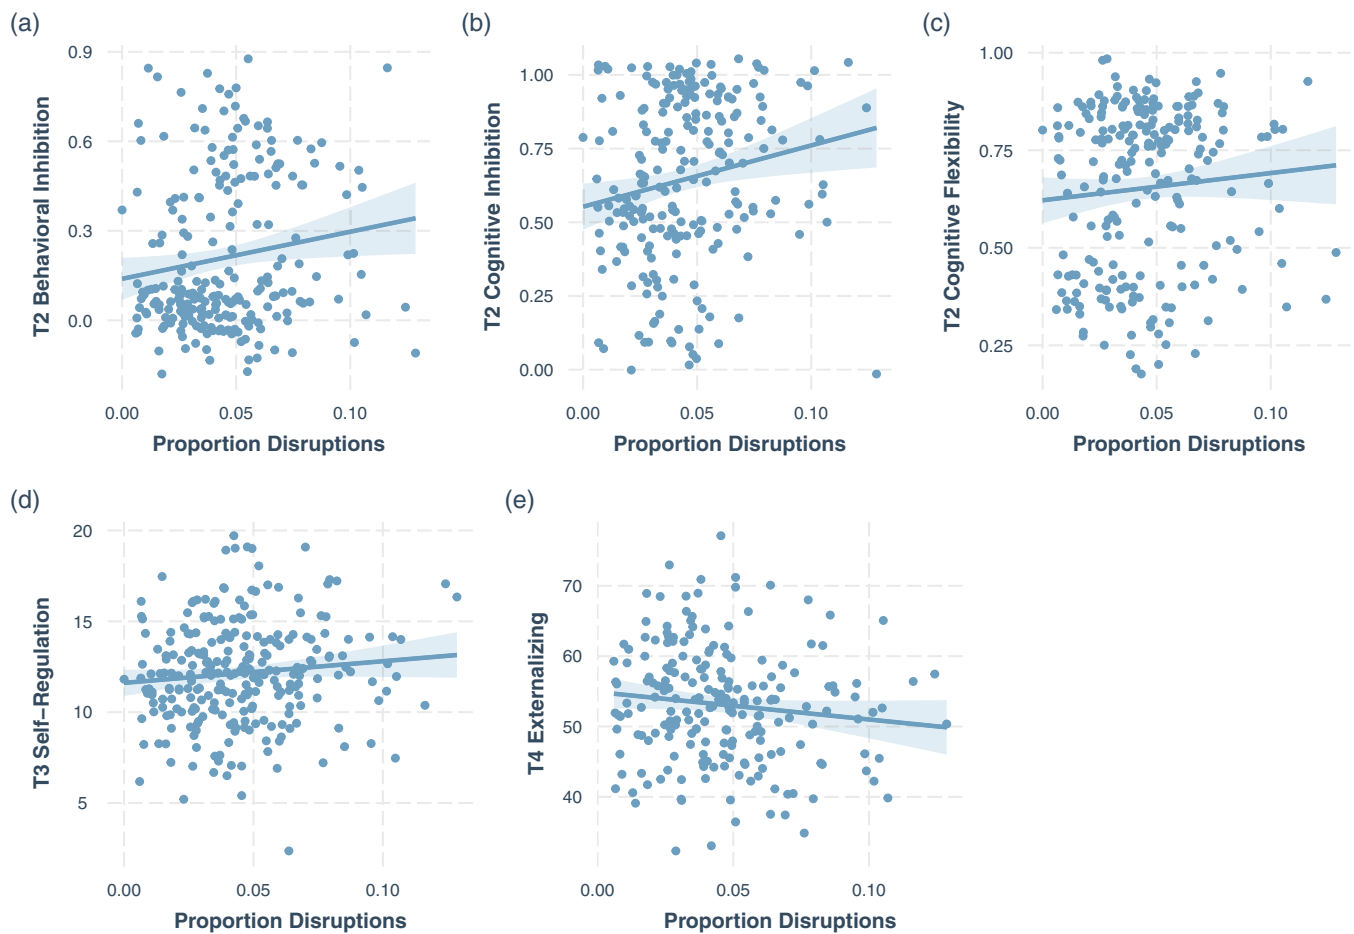 (a)
T2 Behavioral Inhibition
0.9
0.6
0.3
0.0
0.00 0.05 0.10
Proportion Disruptions
(b)
T2 Cognitive Inhibition
1.00
0.75
0.50
0.25
0.00
0.00 0.05 0.10
Proportion Disruptions
(c)
T2 Cognitive Flexibility
1.00
0.75
0.50
0.25
0.00 0.05 0.10
Proportion Disruptions
(d)
T3 Self−Regulation
20
15
10
5
0.00 0.05 0.10
Proportion Disruptions
(e)
T4 Externalizing
70
60
50
40
0.00 0.05 0.10
Proportion Disruptions